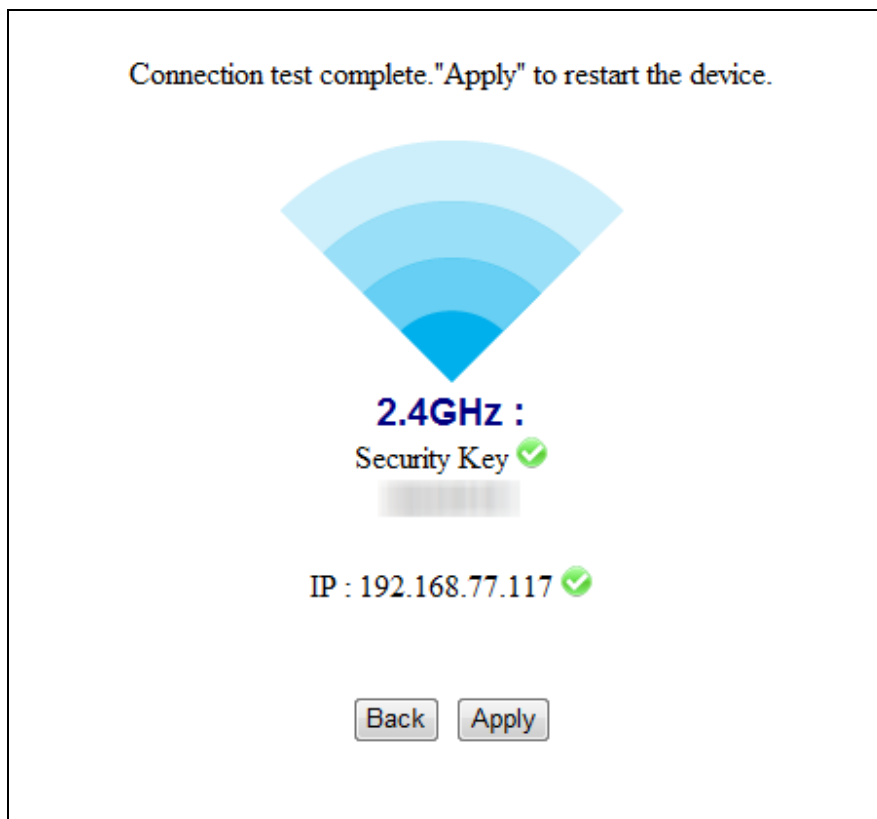 Connection test complete."Apply" to restart the device.
2.4GHz :
Security Key
IP : 192.168.77.117
Back Apply